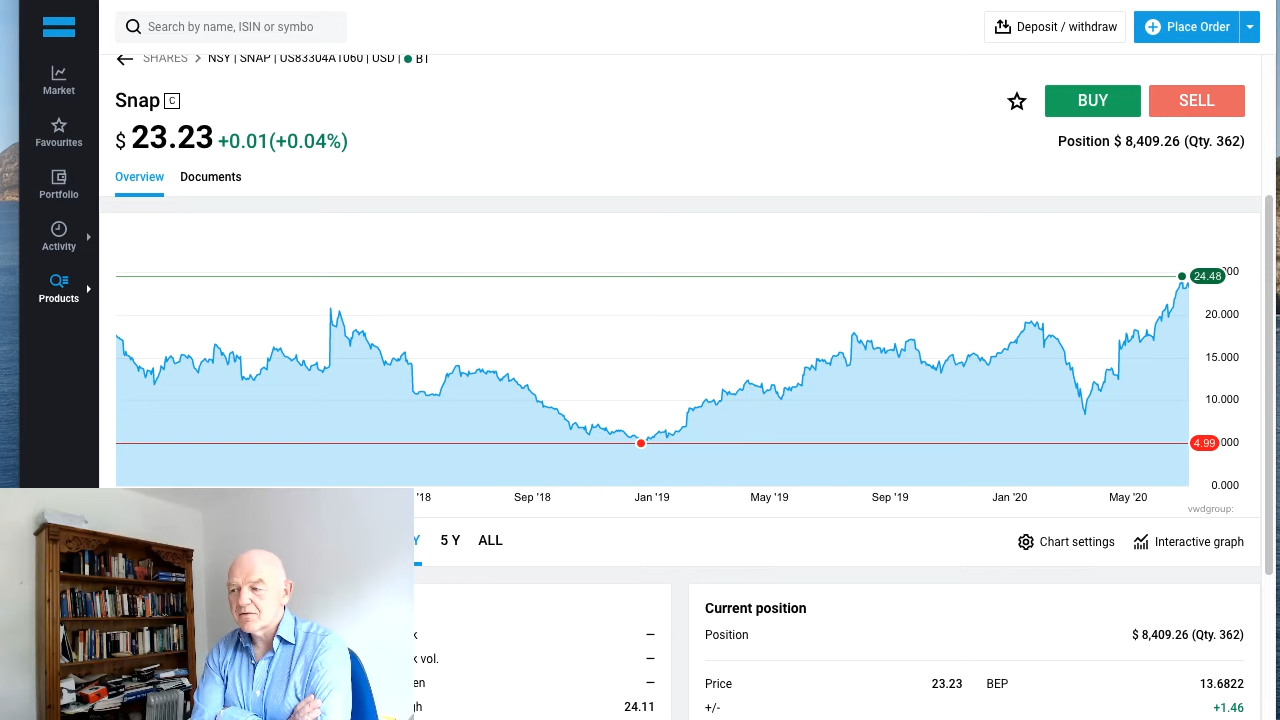 Search by name, ISIN or symbo
Deposit / withdraw
Place Order
SHARES > NSY | SNAP | US83304A1060 | USD | BT
Market
Favourites
Portfolio
Activity
Products
Snap C
BUY
SELL
$ 23.23 +0.01(+0.04%)
Position $ 8,409.26 (Qty. 362)
Overview
Documents
24.48
20.000
15.000
10.000
4.99
0.000
'18
Sep '18
Jan '19
May '19
Sep '19
Jan '20
May '20
vwdgroup:
Y
5 Y
ALL
Chart settings
Interactive graph
k
–
k vol.
–
en
–
gh
24.11
Current position
Position
$ 8,409.26 (Qty. 362)
Price
23.23
BEP
13.6822
+/-
+1.46